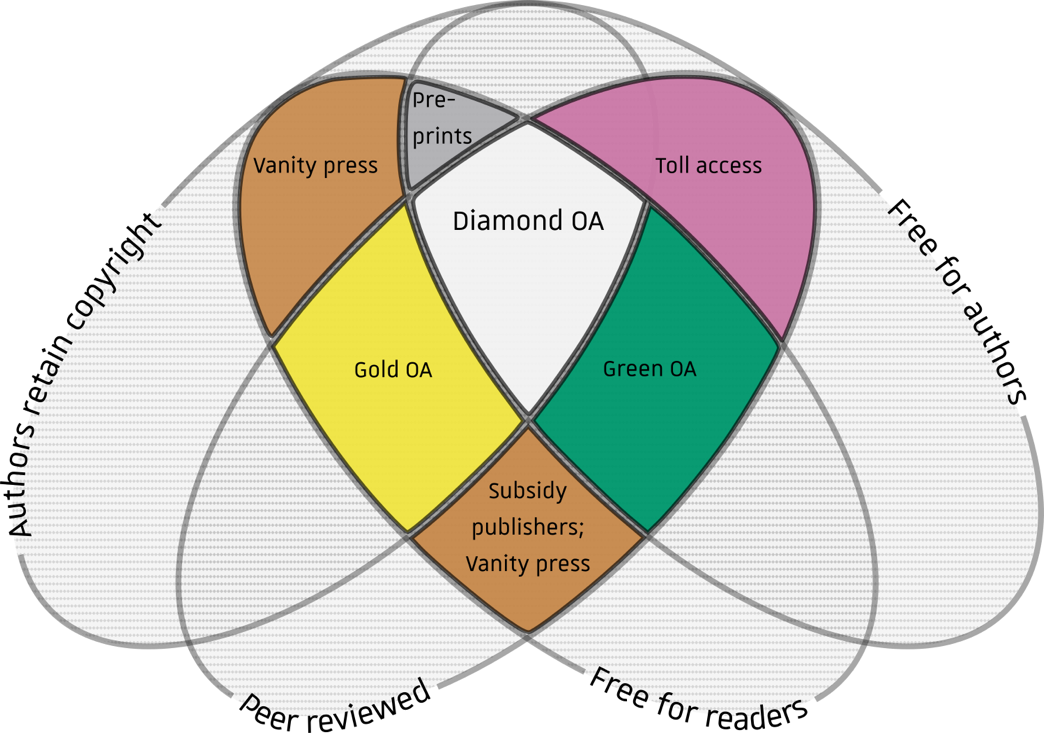 Pre-
prints
Vanity press
Toll access
Diamond OA
Authors retain copyright
Free for authors
Gold OA
Green OA
Subsidy
publishers;
Vanity press
Peer reviewed
Free for readers